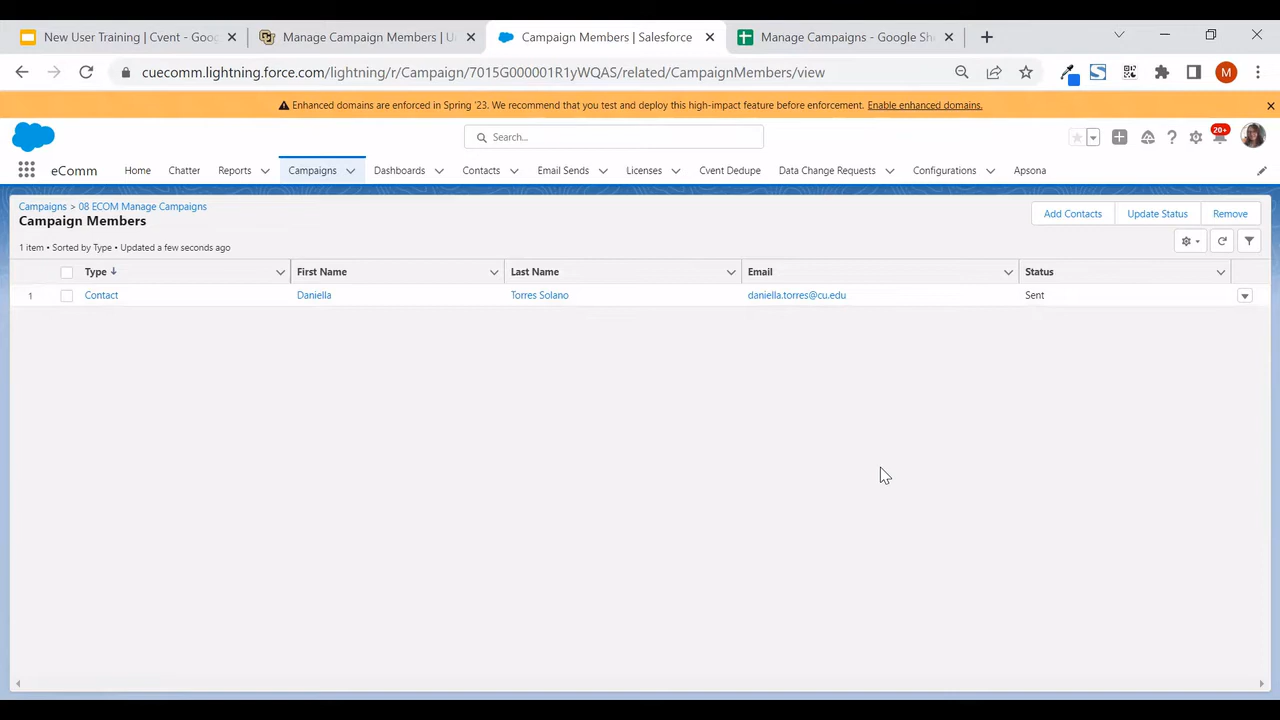 New User Training | Cvent - Goog
Manage Campaign Members | U
Campaign Members | Salesforce
Manage Campaigns - Google She
cuecomm.lightning.force.com/lightning/r/Campaign/7015G000001R1yWQAS/related/CampaignMembers/view
M
Enhanced domains are enforced in Spring '23. We recommend that you test and deploy this high-impact feature before enforcement. Enable enhanced domains.
Search...
20+
eComm
Home
Chatter
Reports
Campaigns
Dashboards
Contacts
Email Sends
Licenses
Cvent Dedupe
Data Change Requests
Configurations
Apsona
Campaigns > 08 ECOM Manage Campaigns
Campaign Members
Add Contacts
Update Status
Remove
1 item • Sorted by Type • Updated a few seconds ago
Type First Name Last Name Email Status
1 Contact Daniella Torres Solano daniella.torres@cu.edu Sent